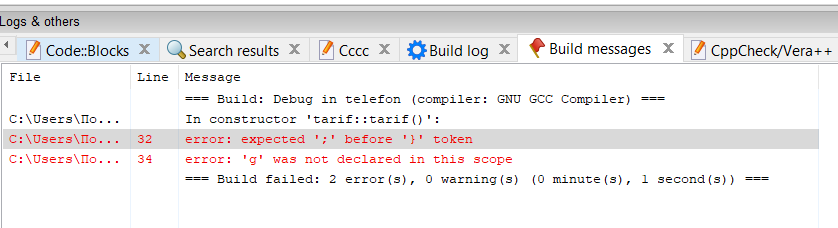 Logs & others
Code::Blocks Search results Cccc Build log Build messages CppCheck/Vera++
File Line Message
=== Build: Debug in telefon (compiler: GNU GCC Compiler) ===
C:\Users\По... In constructor 'tarif::tarif()':
C:\Users\По... 32 error: expected ';' before '}' token
C:\Users\По... 34 error: 'g' was not declared in this scope
=== Build failed: 2 error(s), 0 warning(s) (0 minute(s), 1 second(s)) ===